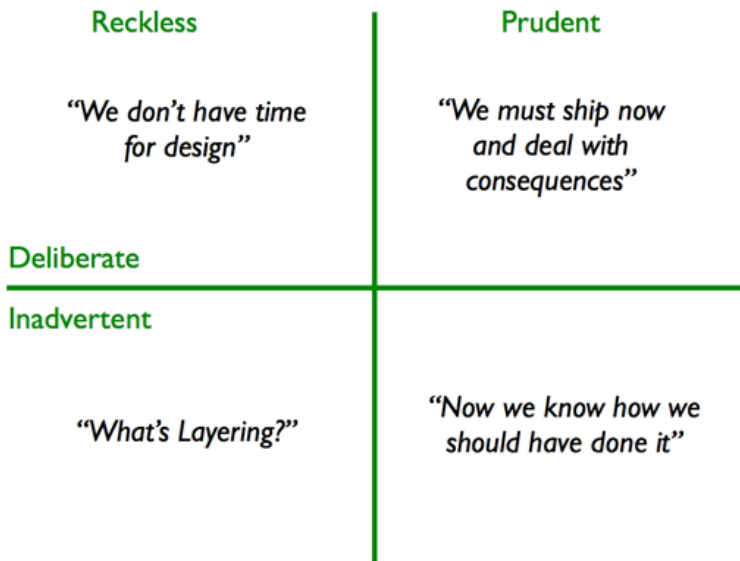 Reckless
Prudent
“We don’t have time
for design”
“We must ship now
and deal with
consequences”
Deliberate
Inadvertent
“What’s Layering?”
“Now we know how we
should have done it”